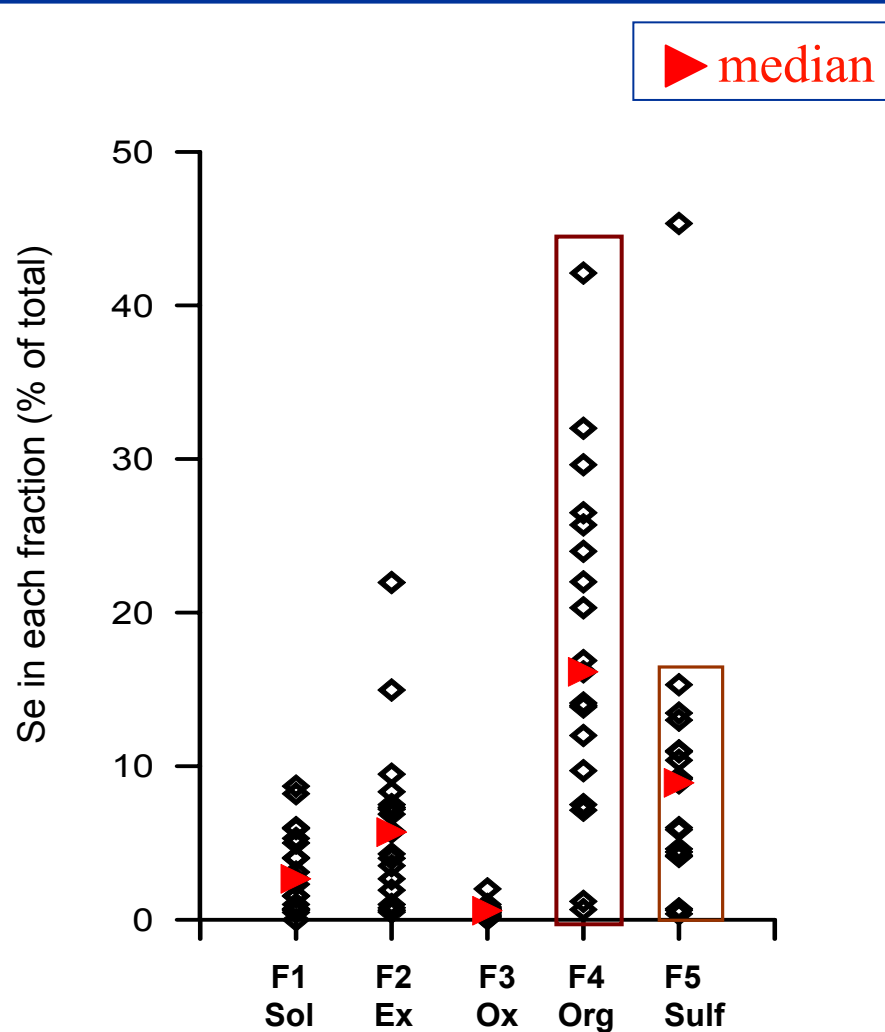 median
50
40
30
20
10
0
Se in each fraction (% of total)
F1 F2 F3 F4 F5
Sol Ex Ox Org Sulf